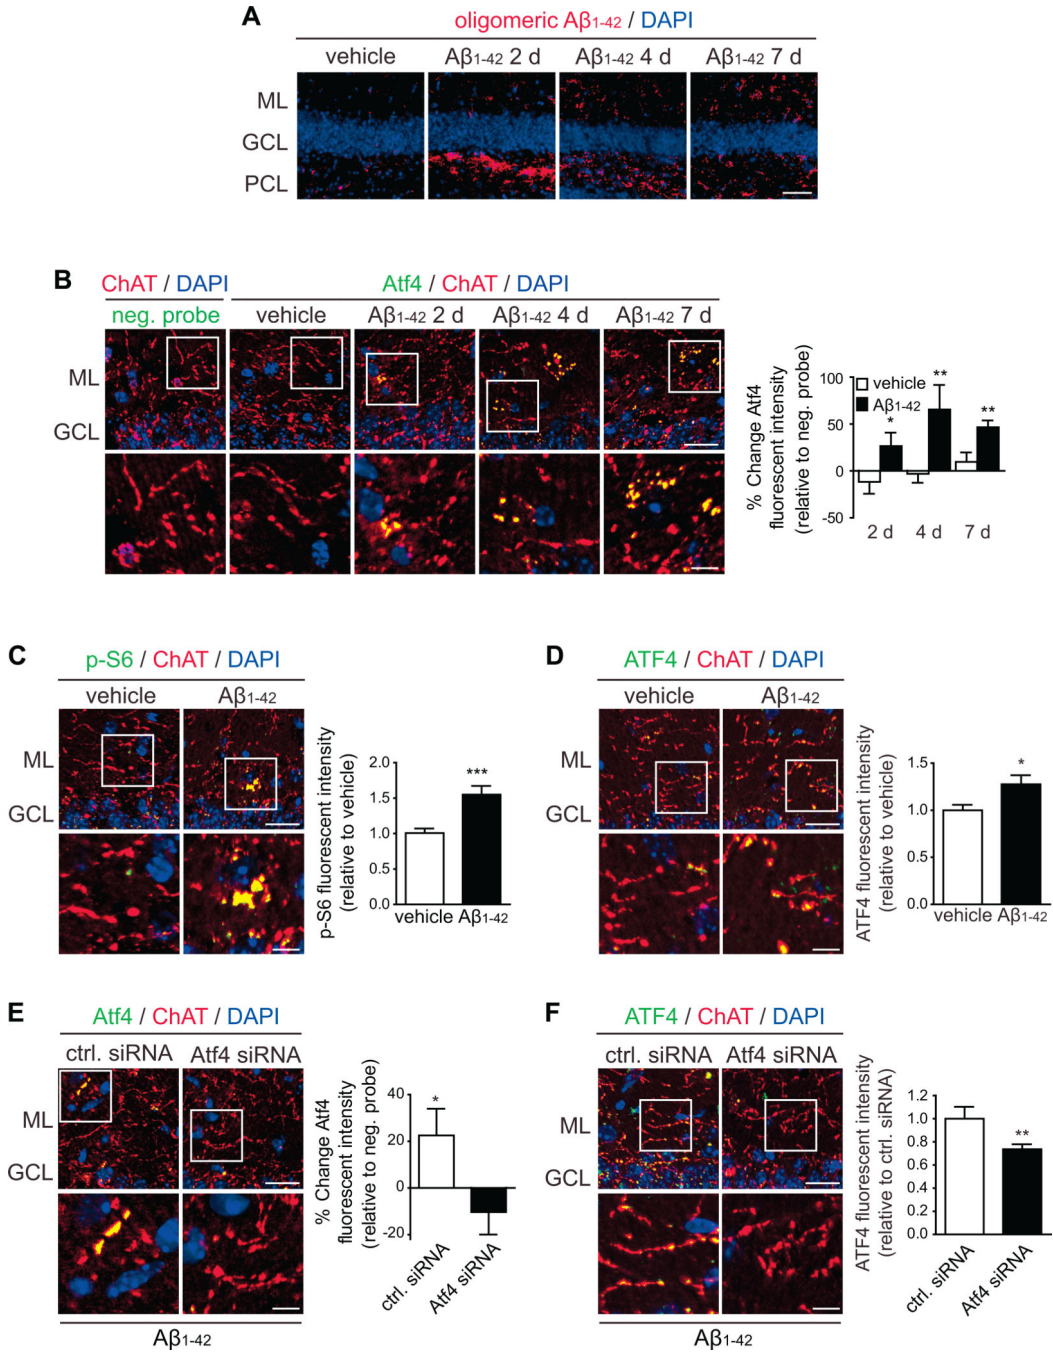 A
oligomeric Aβ1-42 / DAPI
vehicle
Aβ1-42 2 d
Aβ1-42 4 d
Aβ1-42 7 d
ML
GCL
PCL
B
ChAT / DAPI
Atf4 / ChAT / DAPI
neg. probe
vehicle
Aβ1-42 2 d
Aβ1-42 4 d
Aβ1-42 7 d
ML
GCL
% Change Atf4
fluorescent intensity
(relative to neg. probe)
100
50
0
-50
vehicle
Aβ1-42
*
**
**
2 d
4 d
7 d
C
p-S6 / ChAT / DAPI
vehicle
Aβ1-42
ML
GCL
p-S6 fluorescent intensity
(relative to vehicle)
2.0
1.5
1.0
0.5
0.0
***
vehicle
Aβ1-42
D
ATF4 / ChAT / DAPI
vehicle
Aβ1-42
ML
GCL
ATF4 fluorescent intensity
(relative to vehicle)
1.5
1.0
0.5
0.0
*
vehicle
Aβ1-42
E
Atf4 / ChAT / DAPI
ctrl. siRNA
Atf4 siRNA
ML
GCL
Aβ1-42
% Change Atf4
fluorescent intensity
(relative to neg. probe)
40
20
0
-20
*
ctrl. siRNA
Atf4 siRNA
F
ATF4 / ChAT / DAPI
ctrl. siRNA
Atf4 siRNA
ML
GCL
Aβ1-42
ATF4 fluorescent intensity
(relative to ctrl. siRNA)
1.2
1.0
0.8
0.6
0.4
0.2
0.0
**
ctrl. siRNA
Atf4 siRNA